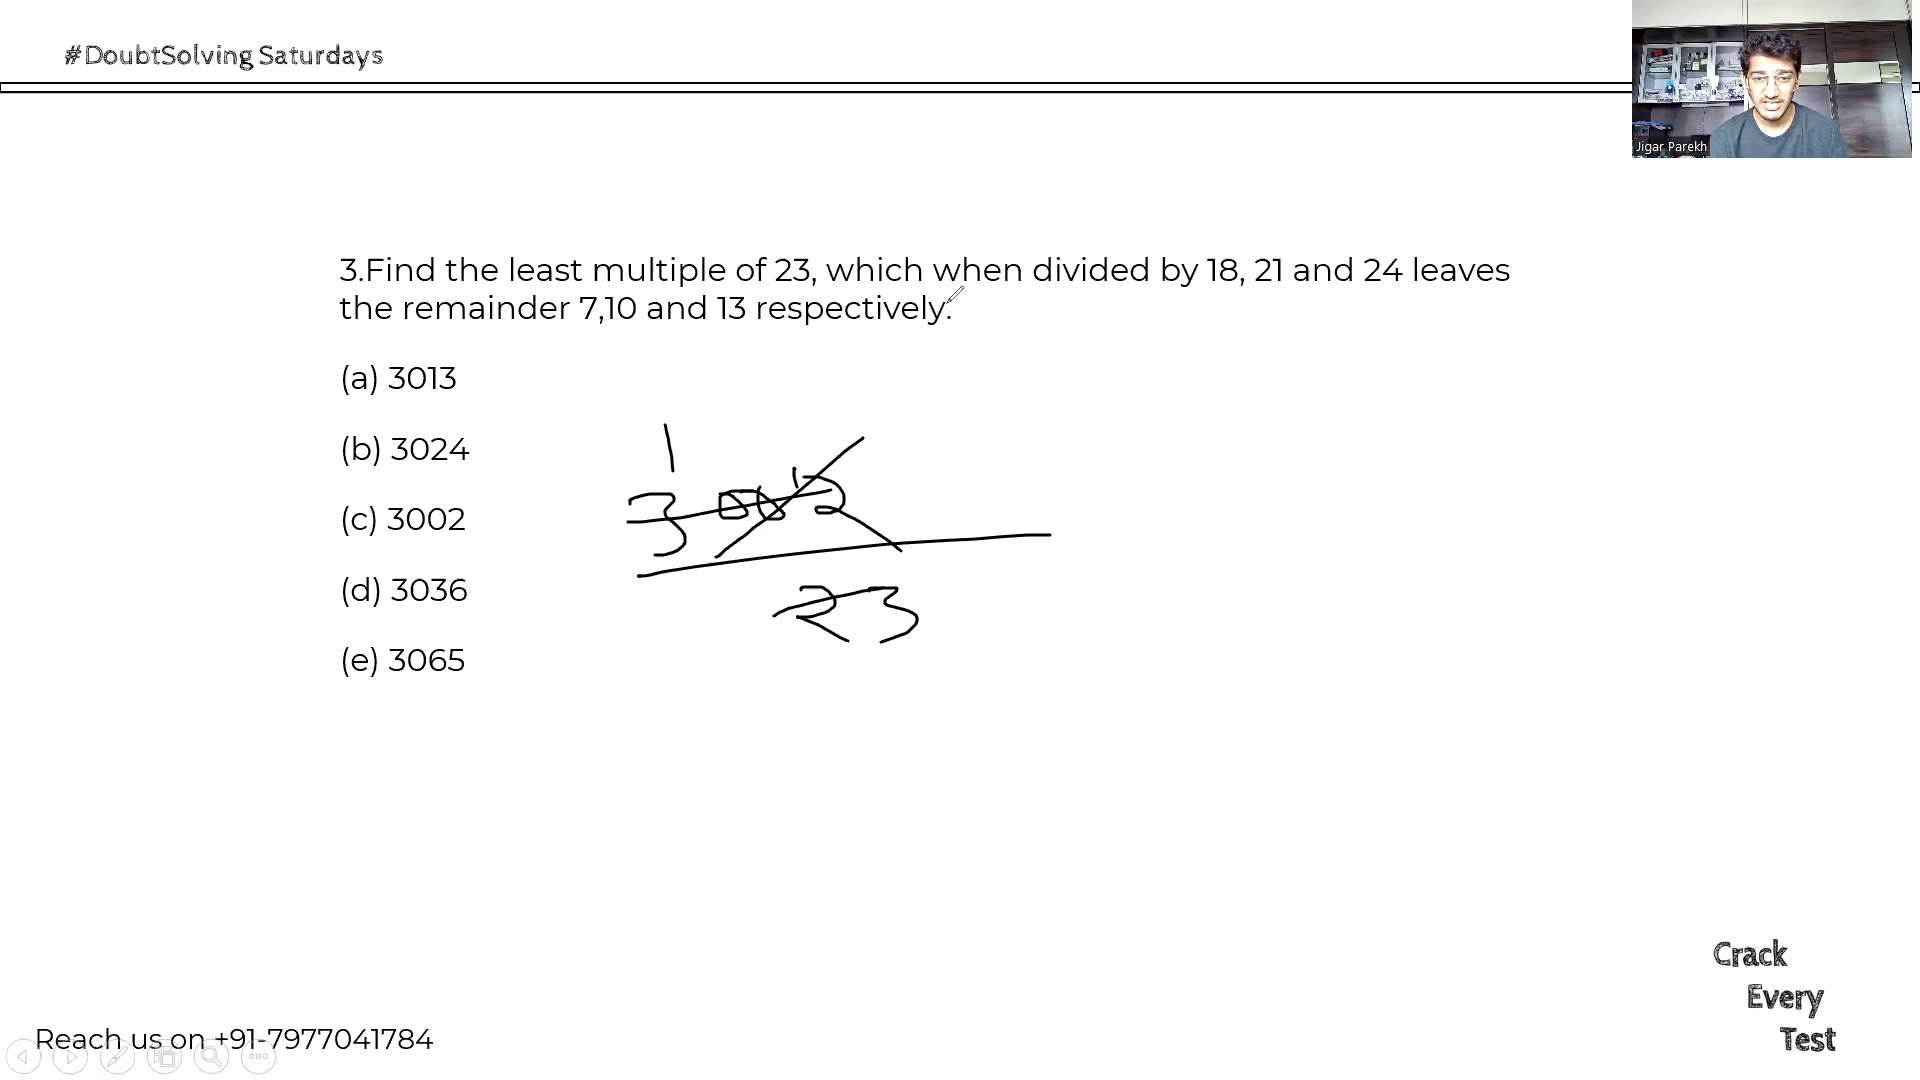 #DoubtSolving Saturdays
Jigar Parekh
3.Find the least multiple of 23, which when divided by 18, 21 and 24 leaves
the remainder 7,10 and 13 respectively.
(a) 3013
(b) 3024
(c) 3002
(d) 3036
(e) 3065
3002
23
Crack
Every
Test
Reach us on +91-7977041784